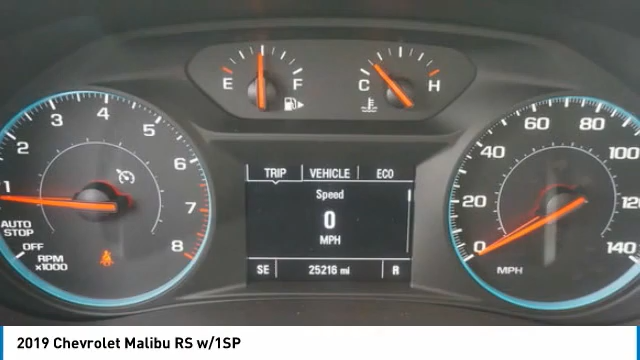 E F
C H
1 2 3 4 5 6 7 8
AUTO STOP
OFF
RPM x1000
TRIP VEHICLE ECO
Speed
0
MPH
SE 25216 mi R
0 20 40 60 80 100 120 140
MPH
2019 Chevrolet Malibu RS w/1SP